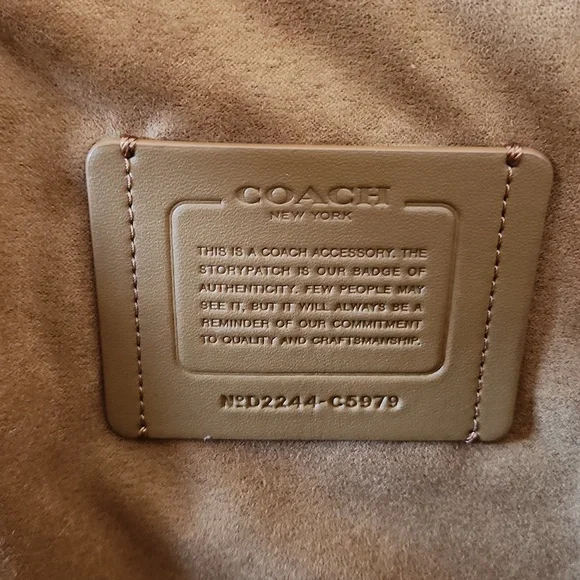 COACH
NEW YORK
THIS IS A COACH ACCESSORY. THE
STORYPATCH IS OUR BADGE OF
AUTHENTICITY. FEW PEOPLE MAY
SEE IT, BUT IT WILL ALWAYS BE A
REMINDER OF OUR COMMITMENT
TO QUALITY AND CRAFTSMANSHIP.
NºD2244-C5979